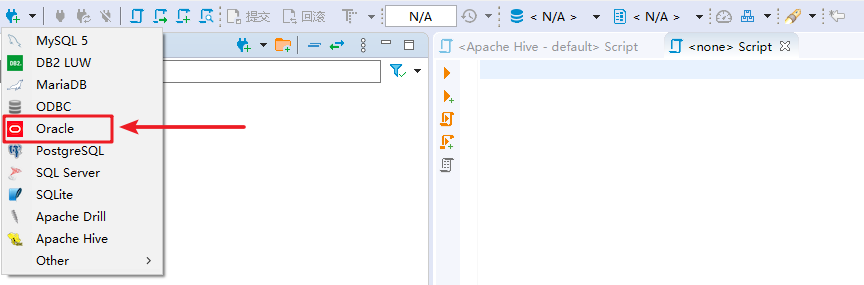 提交 回滚 N/A < N/A > < N/A >
<Apache Hive - default> Script <none> Script
MySQL 5
DB2 LUW
MariaDB
ODBC
Oracle
PostgreSQL
SQL Server
SQLite
Apache Drill
Apache Hive
Other